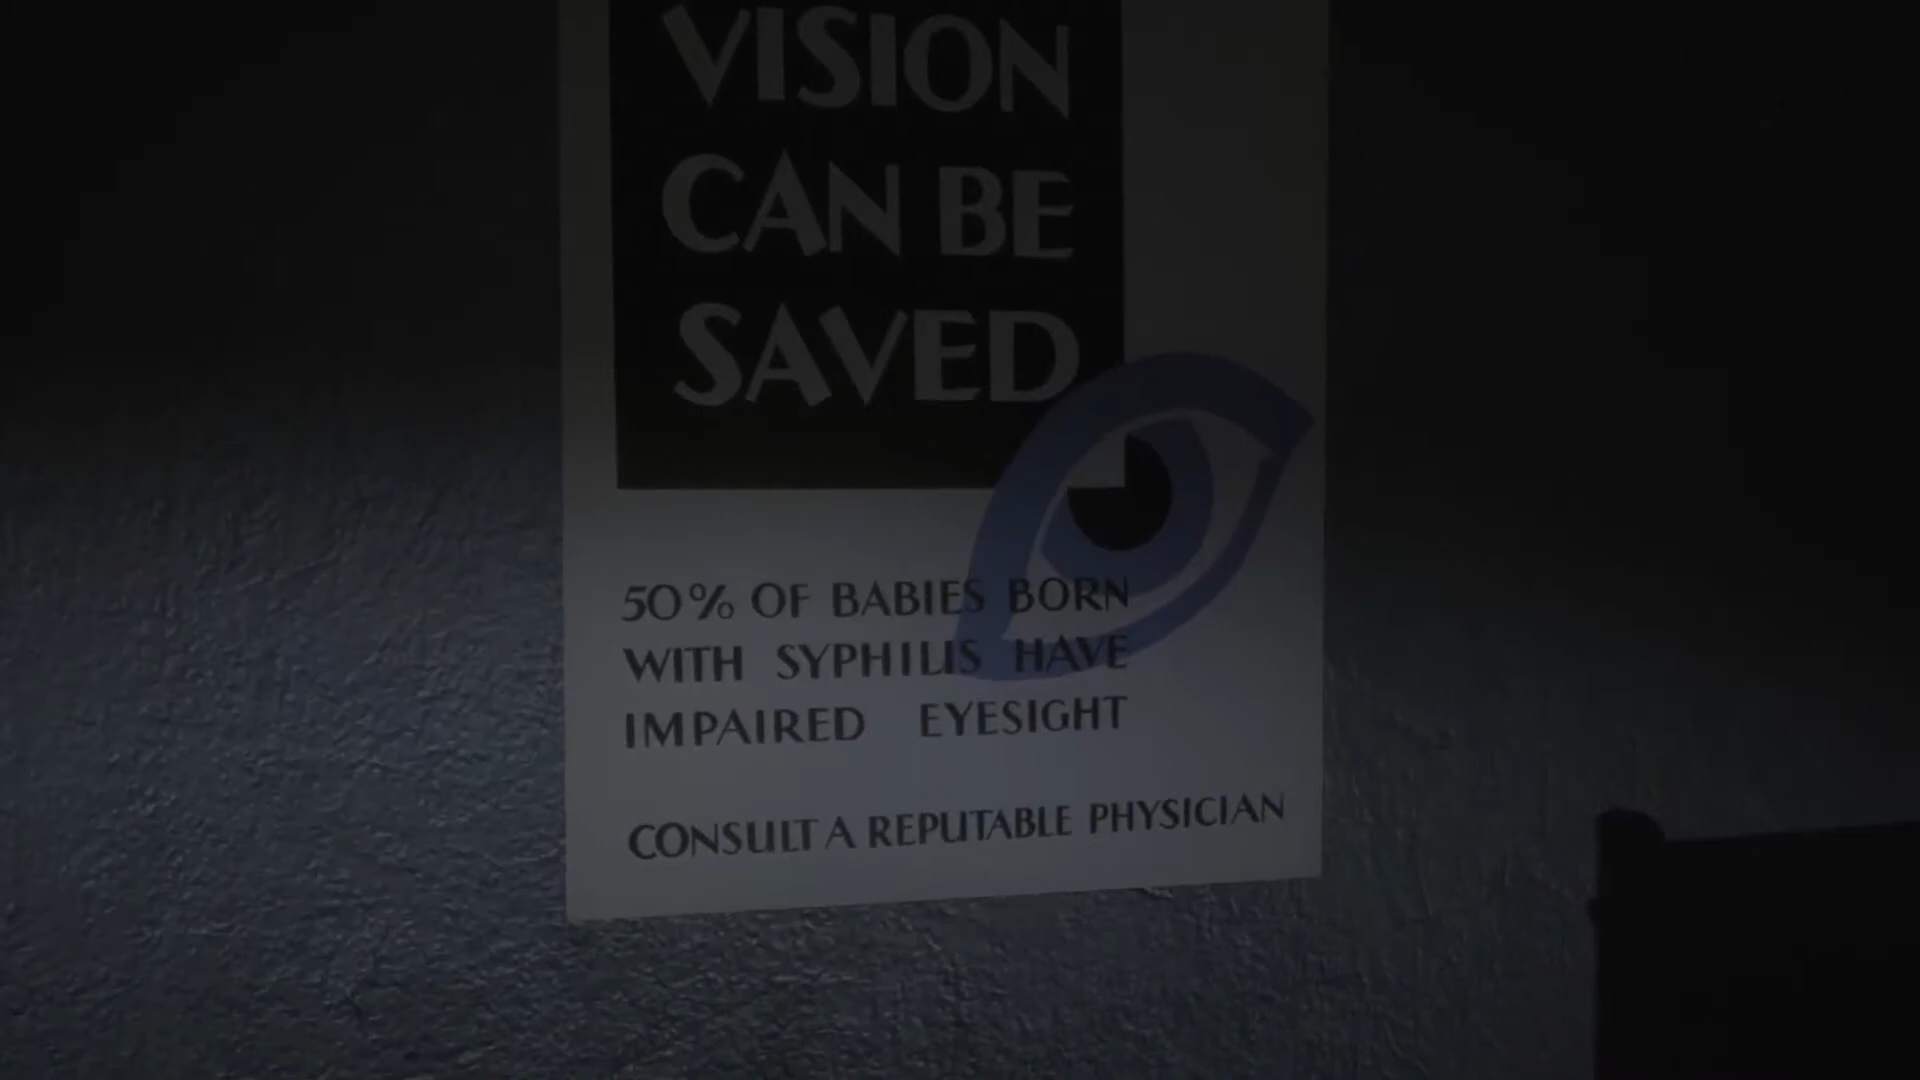 VISION
CAN BE
SAVED
50% OF BABIES BORN
WITH SYPHILIS HAVE
IMPAIRED EYESIGHT
CONSULT A REPUTABLE PHYSICIAN